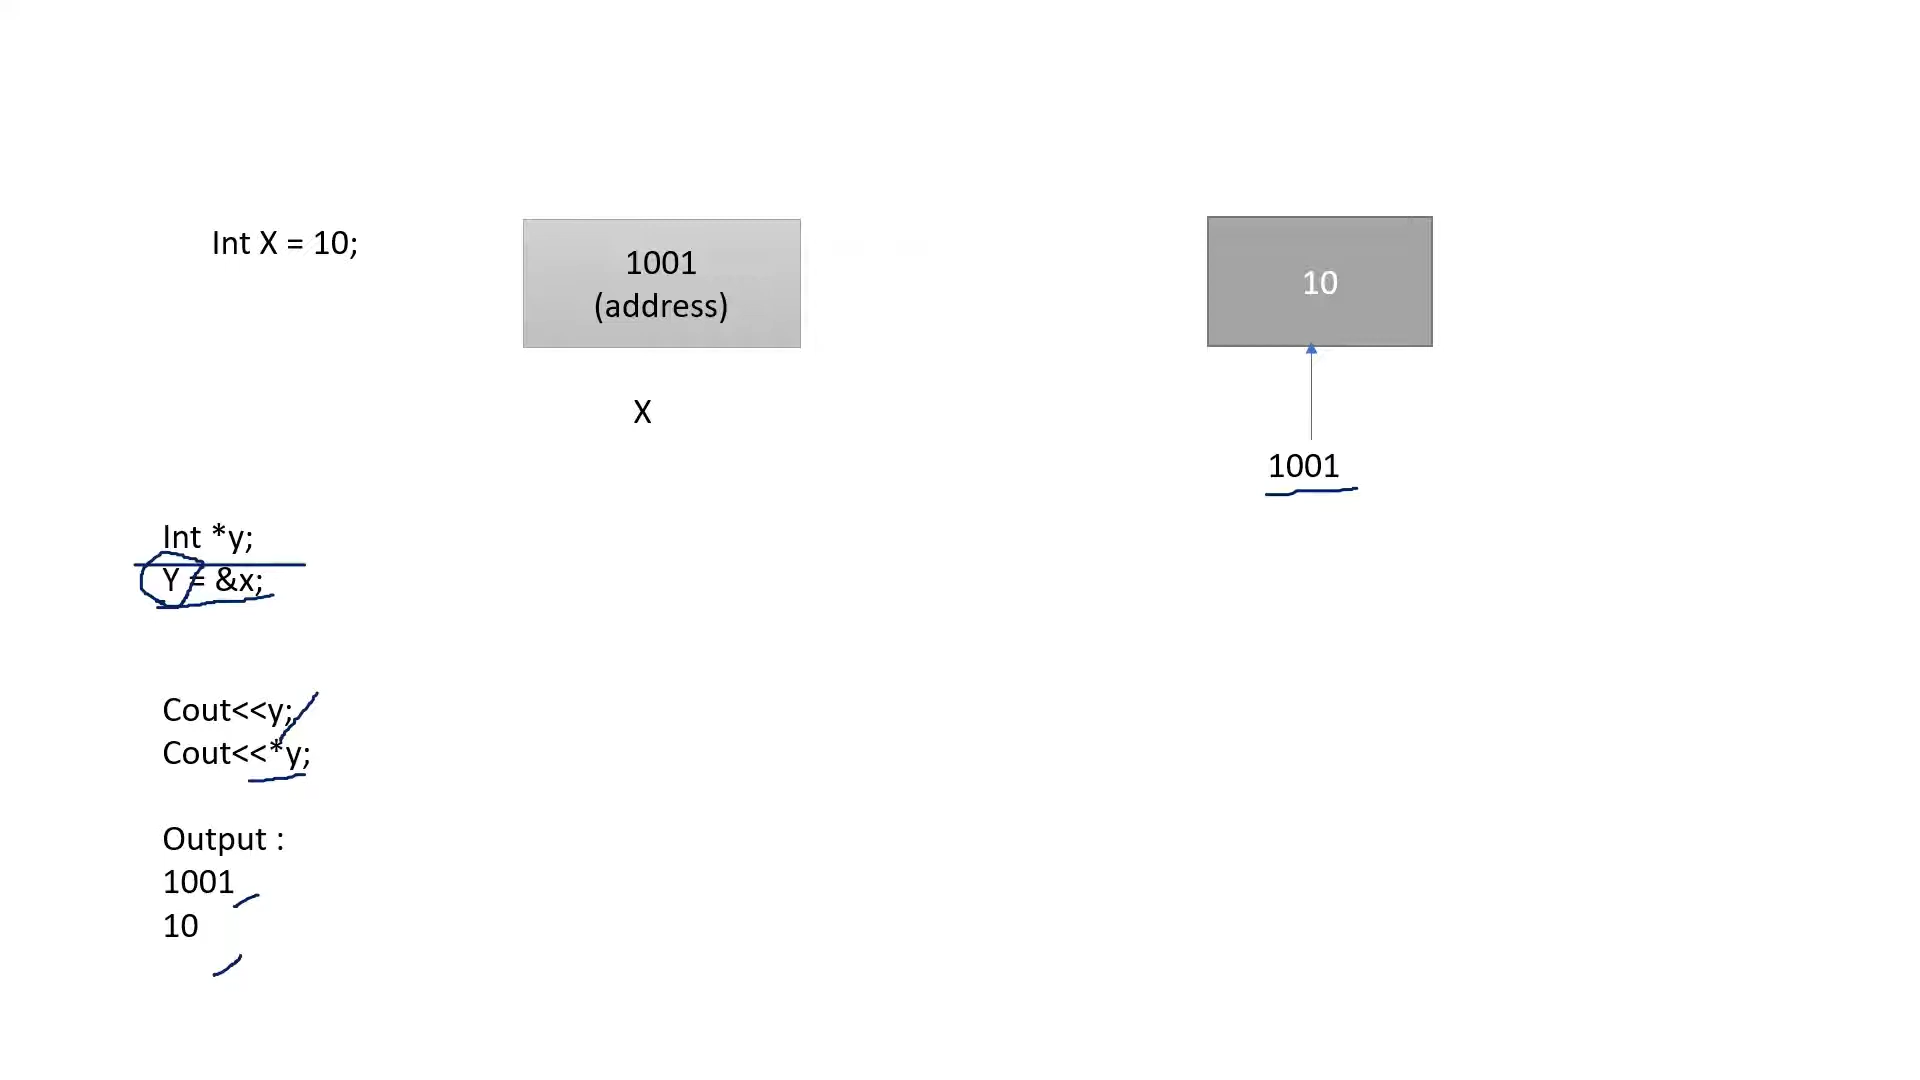 Int X = 10;
1001
(address)
10
X
1001
Int *y;
Y = &x;
Cout<<y;
Cout<<*y;
Output :
1001
10